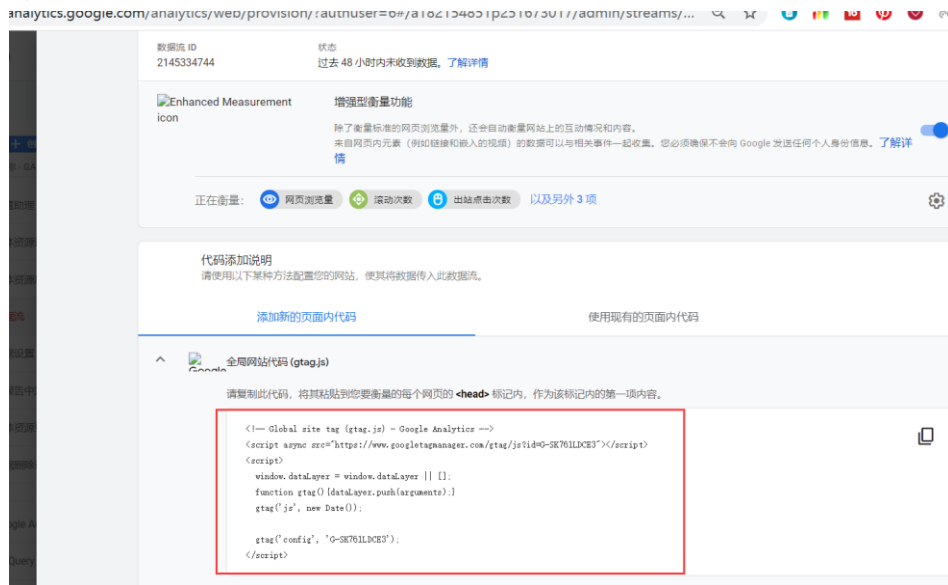 analytics.google.com/analytics/web/provision/?authuser=6#/a182154851p251673017/admin/streams/...
数据流 ID
状态
2145334744
过去 48 小时内未收到数据。了解详情
Enhanced Measurement icon
增强型衡量功能
除了衡量标准的网页浏览量外，还会自动衡量网站上的互动情况和内容。
来自网页内元素（例如链接和嵌入的视频）的数据可以与相关事件一起收集。您必须确保不会向 Google 发送任何个人身份信息。了解详
情
正在衡量: 网页浏览量 滚动次数 出站点击次数 以及另外 3 项
代码添加说明
请使用以下某种方法配置您的网站，使其将数据传入此数据流。
添加新的页面内代码 使用现有的页面内代码
Google
全局网站代码 (gtag.js)
请复制此代码，将其粘贴到您要衡量的每个网页的 <head> 标记内，作为该标记内的第一项内容。
<!-- Global site tag (gtag.js) - Google Analytics -->
<script async src="https://www.googletagmanager.com/gtag/js?id=G-SK761LDCE3"></script>
<script>
window.dataLayer = window.dataLayer || [];
function gtag(){dataLayer.push(arguments);}
gtag('js', new Date());
gtag('config', 'G-SK761LDCE3');
</script>